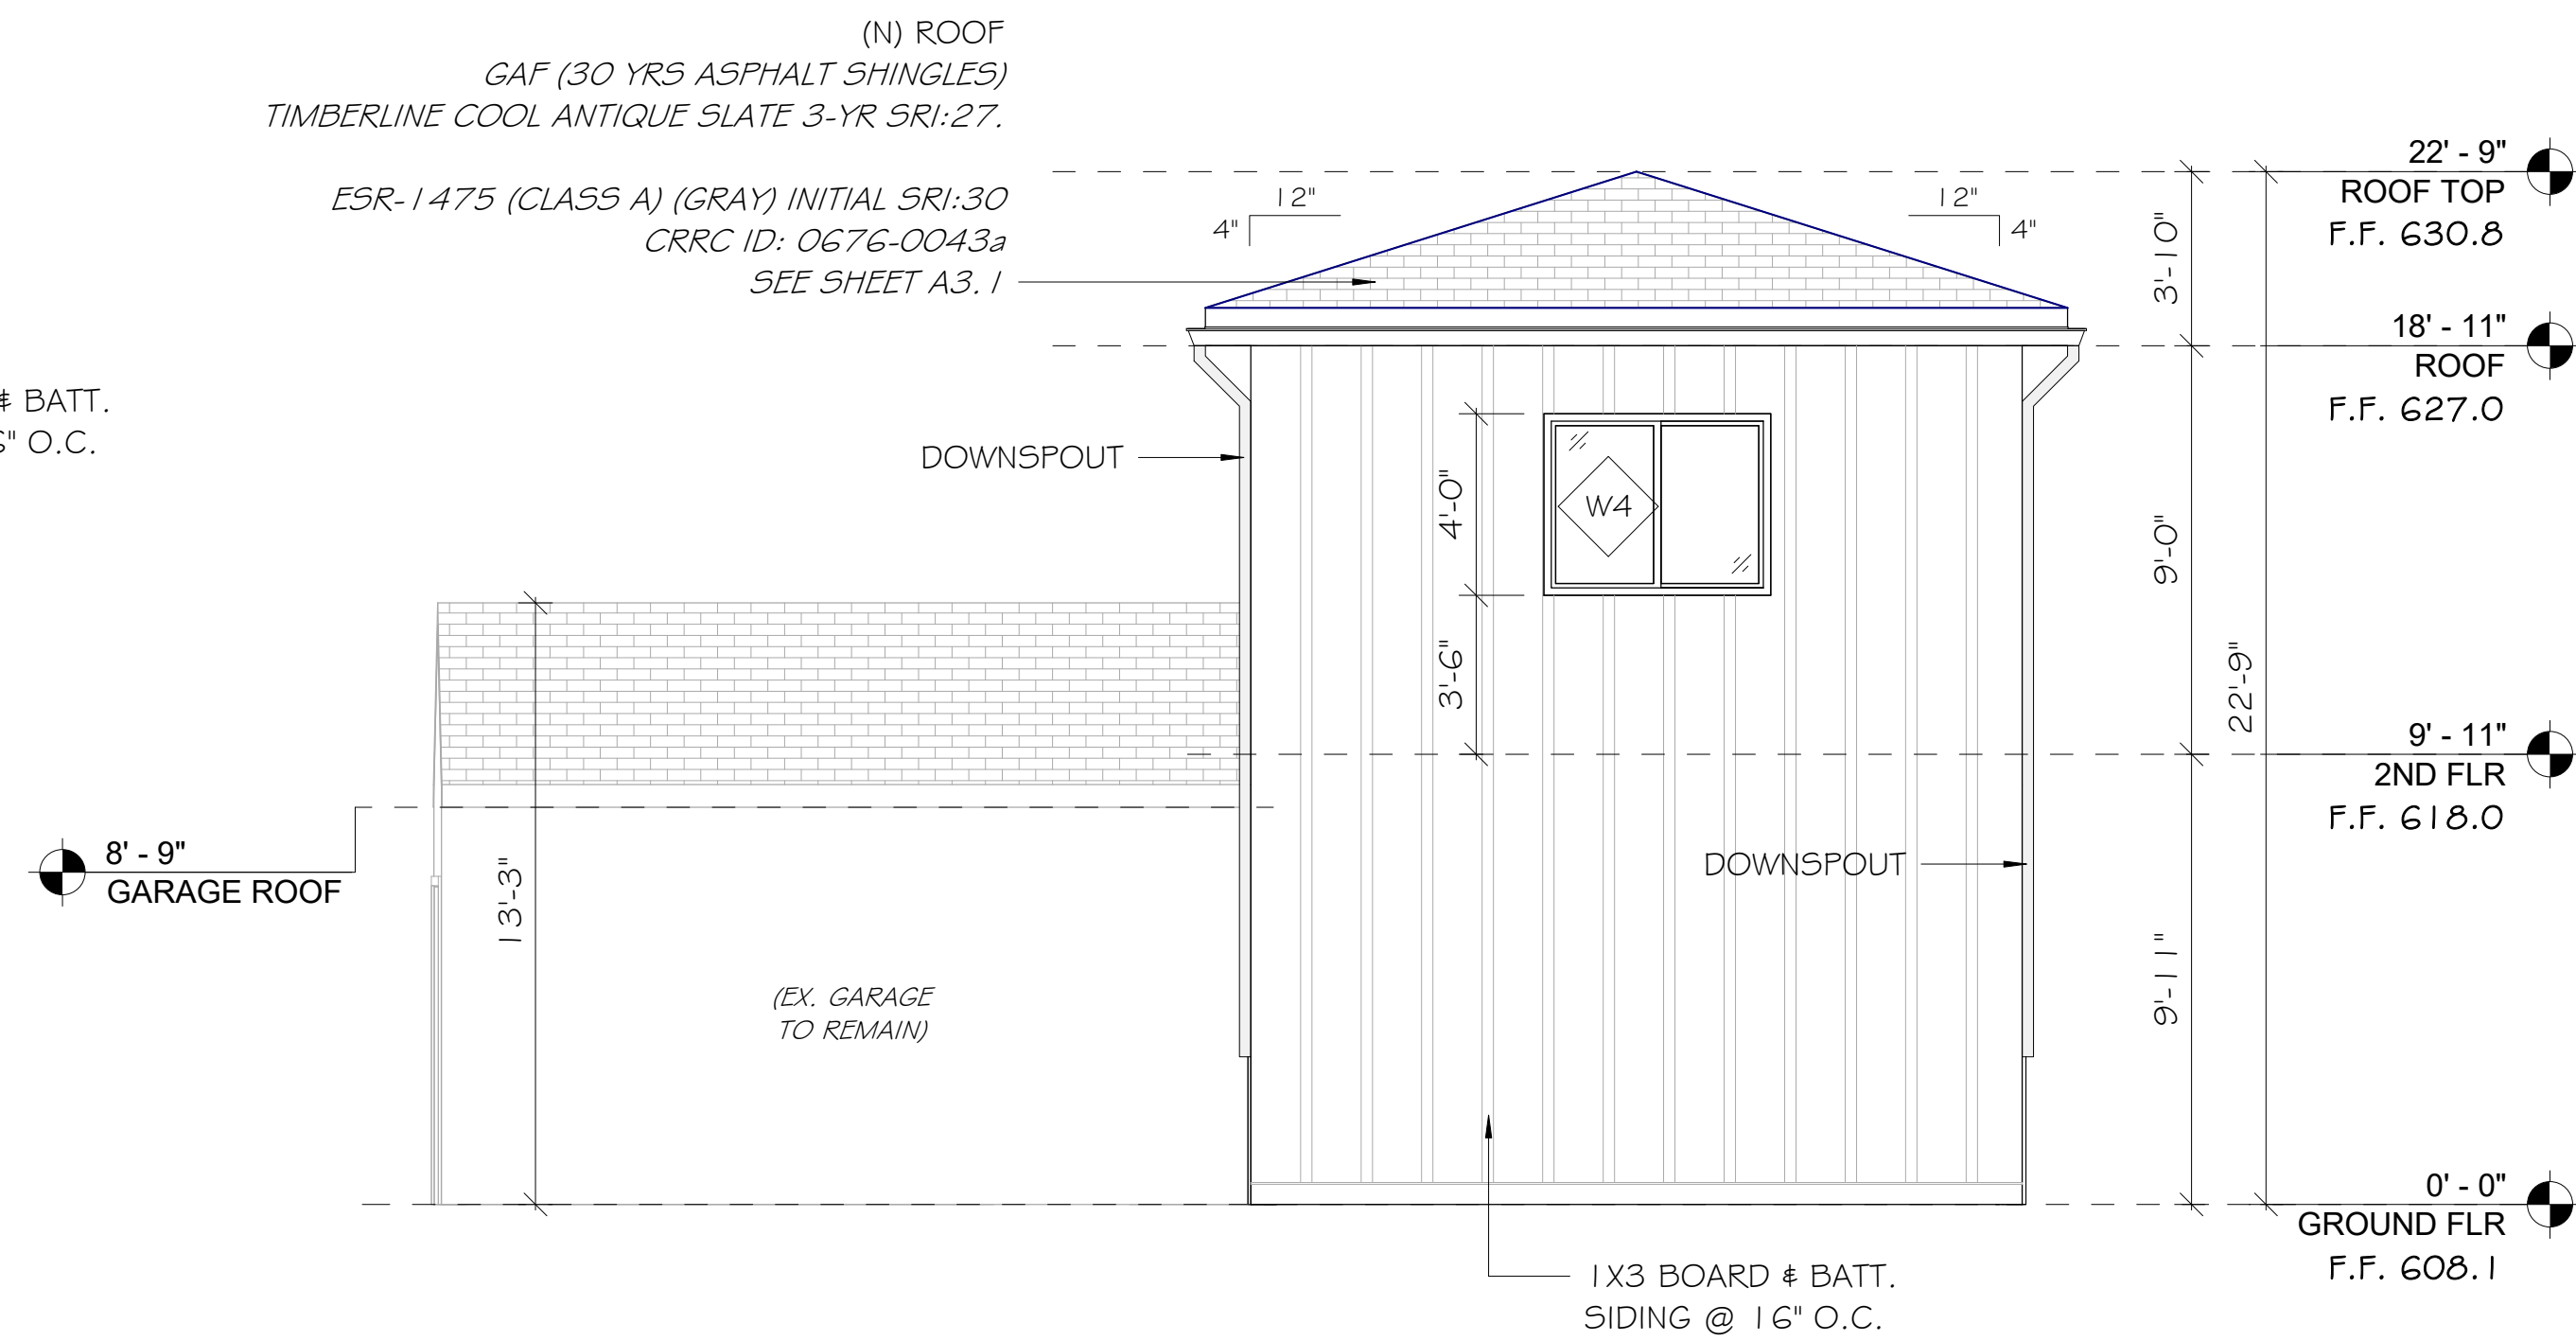 (N) ROOF
GAF (30 YRS ASPHALT SHINGLES)
TIMBERLINE COOL ANTIQUE SLATE 3-YR SRI:27.
ESR-1475 (CLASS A) (GRAY) INITIAL SRI:30
CRRC ID: 0676-0043a
SEE SHEET A3.1
12"
4"
12"
4"
22' - 9"
ROOF TOP
F.F. 630.8
3'-10"
18' - 11"
ROOF
F.F. 627.0
& BATT.
6" O.C.
DOWNSPOUT
4'-0"
W4
9'-0"
3'-6"
22'-9"
9' - 11"
2ND FLR
F.F. 618.0
8' - 9"
GARAGE ROOF
13'-3"
DOWNSPOUT
9'-11"
(EX. GARAGE
TO REMAIN)
0' - 0"
GROUND FLR
F.F. 608.1
1X3 BOARD & BATT.
SIDING @ 16" O.C.